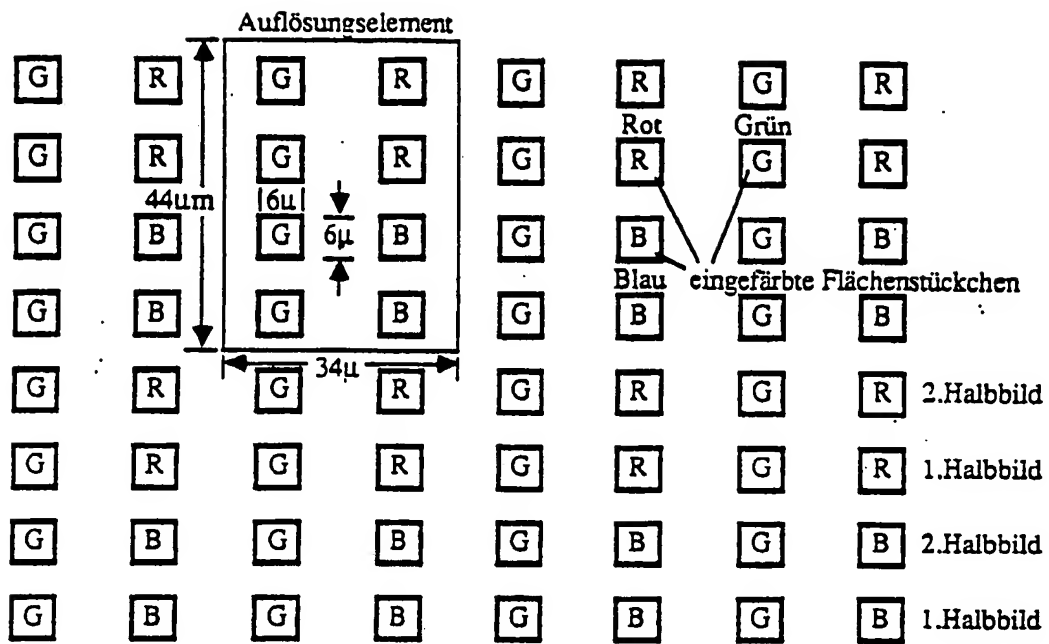 Auflösungselement
G R G R G R G R
Rot Grün
G R G R G R G R
44um |6u|
G B G 6µ B G B G B
Blau eingefärbte Flächenstückchen
G B G B G B G B
34µ
G R G R G R G R 2.Halbbild
G R G R G R G R 1.Halbbild
G B G B G B G B 2.Halbbild
G B G B G B G B 1.Halbbild